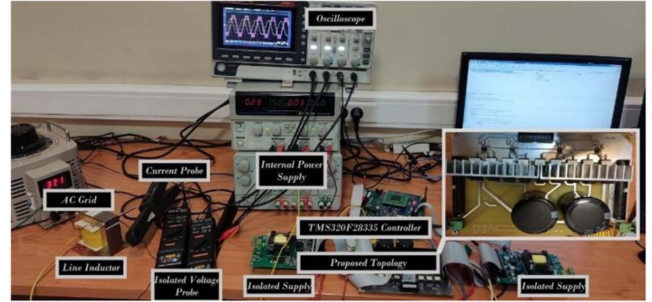 Oscilloscope
Current Probe
Internal Power
Supply
AC Grid
TMS320F28335 Controller
Proposed Topology
Line Inductor
Isolated Voltage
Probe
Isolated Supply
Isolated Supply